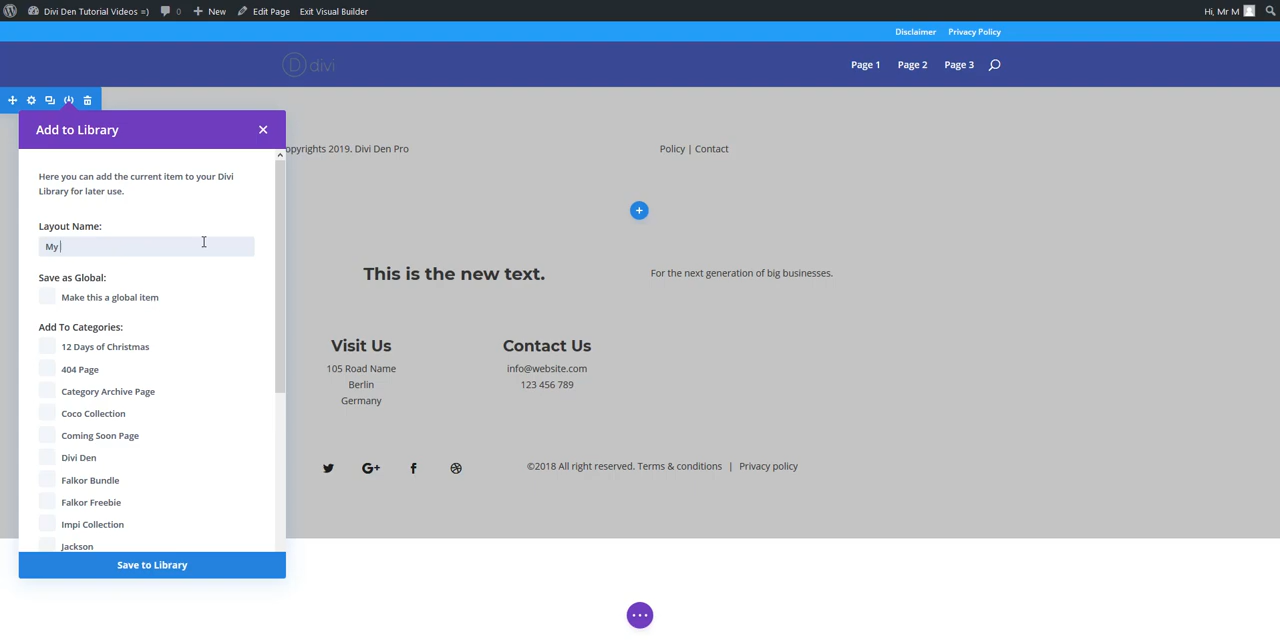 Divi Den Tutorial Videos =) 0 New Edit Page Exit Visual Builder Hi, Mr M
Disclaimer Privacy Policy
divi Page 1 Page 2 Page 3
Add to Library
Here you can add the current item to your Divi
Library for later use.
Layout Name:
My
Save as Global:
Make this a global item
Add To Categories:
12 Days of Christmas
404 Page
Category Archive Page
Coco Collection
Coming Soon Page
Divi Den
Falkor Bundle
Falkor Freebie
Impi Collection
Jackson
Save to Library
opyrights 2019. Divi Den Pro
Policy | Contact
This is the new text.
For the next generation of big businesses.
Visit Us
105 Road Name
Berlin
Germany
Contact Us
info@website.com
123 456 789
©2018 All right reserved. Terms & conditions | Privacy policy